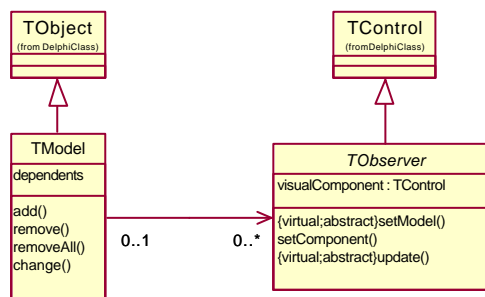 TObject
(from DelphiClass)
TControl
(fromDelphiClass)
TModel
dependents
add()
remove()
removeAll()
change()
0..1
0..*
TObserver
visualComponent : TControl
{virtual;abstract}setModel()
setComponent()
{virtual;abstract}update()